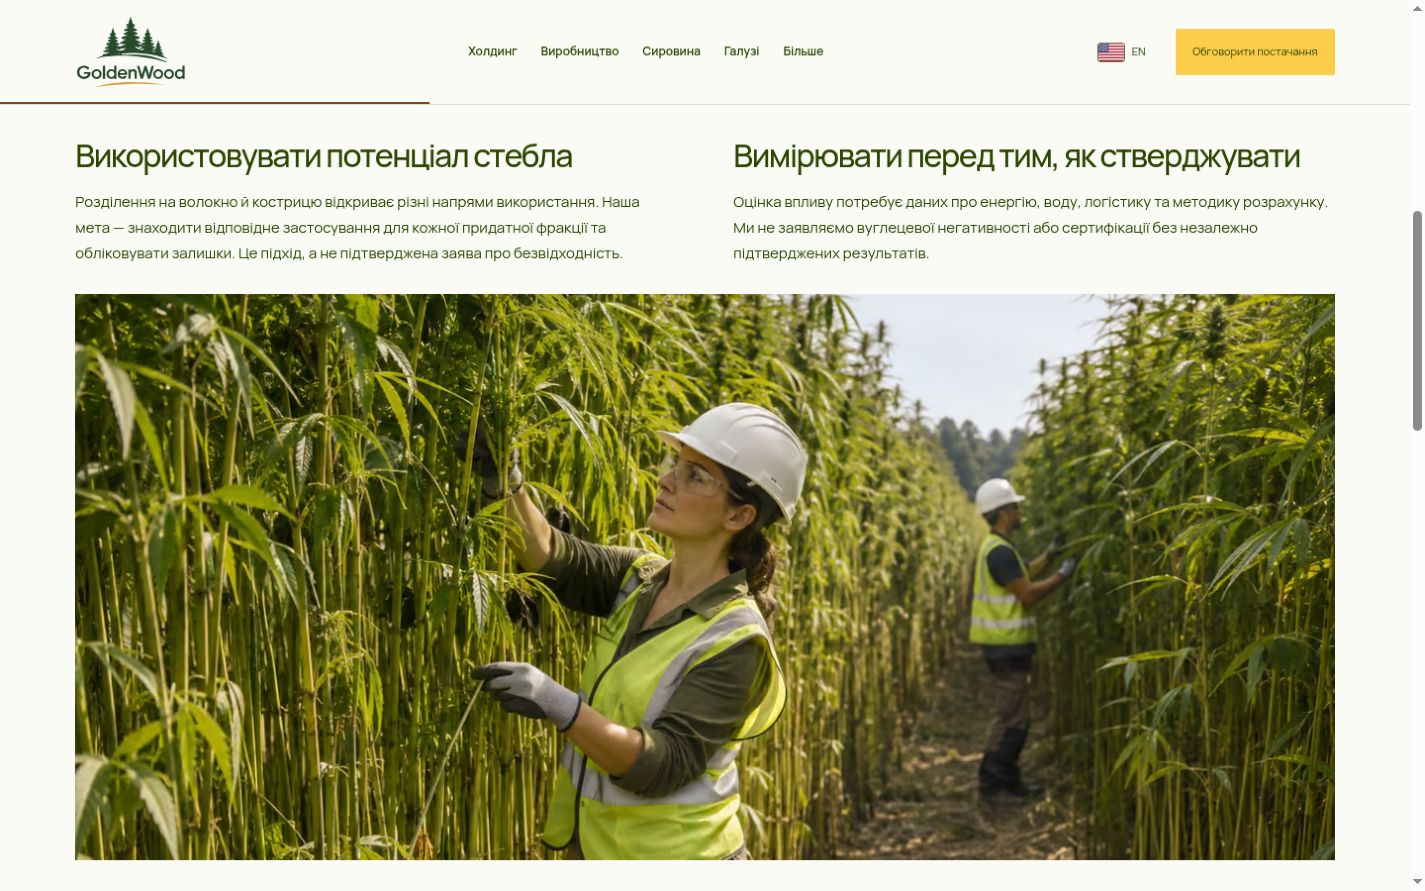 GoldenWood
Холдинг Виробництво Сировина Галузі Більше
EN
Обговорити постачання
Використовувати потенціал стебла
Розділення на волокно й кострицю відкриває різні напрями використання. Наша
мета — знаходити відповідне застосування для кожної придатної фракції та
обліковувати залишки. Це підхід, а не підтверджена заява про безвідходність.
Вимірювати перед тим, як стверджувати
Оцінка впливу потребує даних про енергію, воду, логістику та методику розрахунку.
Ми не заявляємо вуглецевої негативності або сертифікації без незалежно
підтверджених результатів.